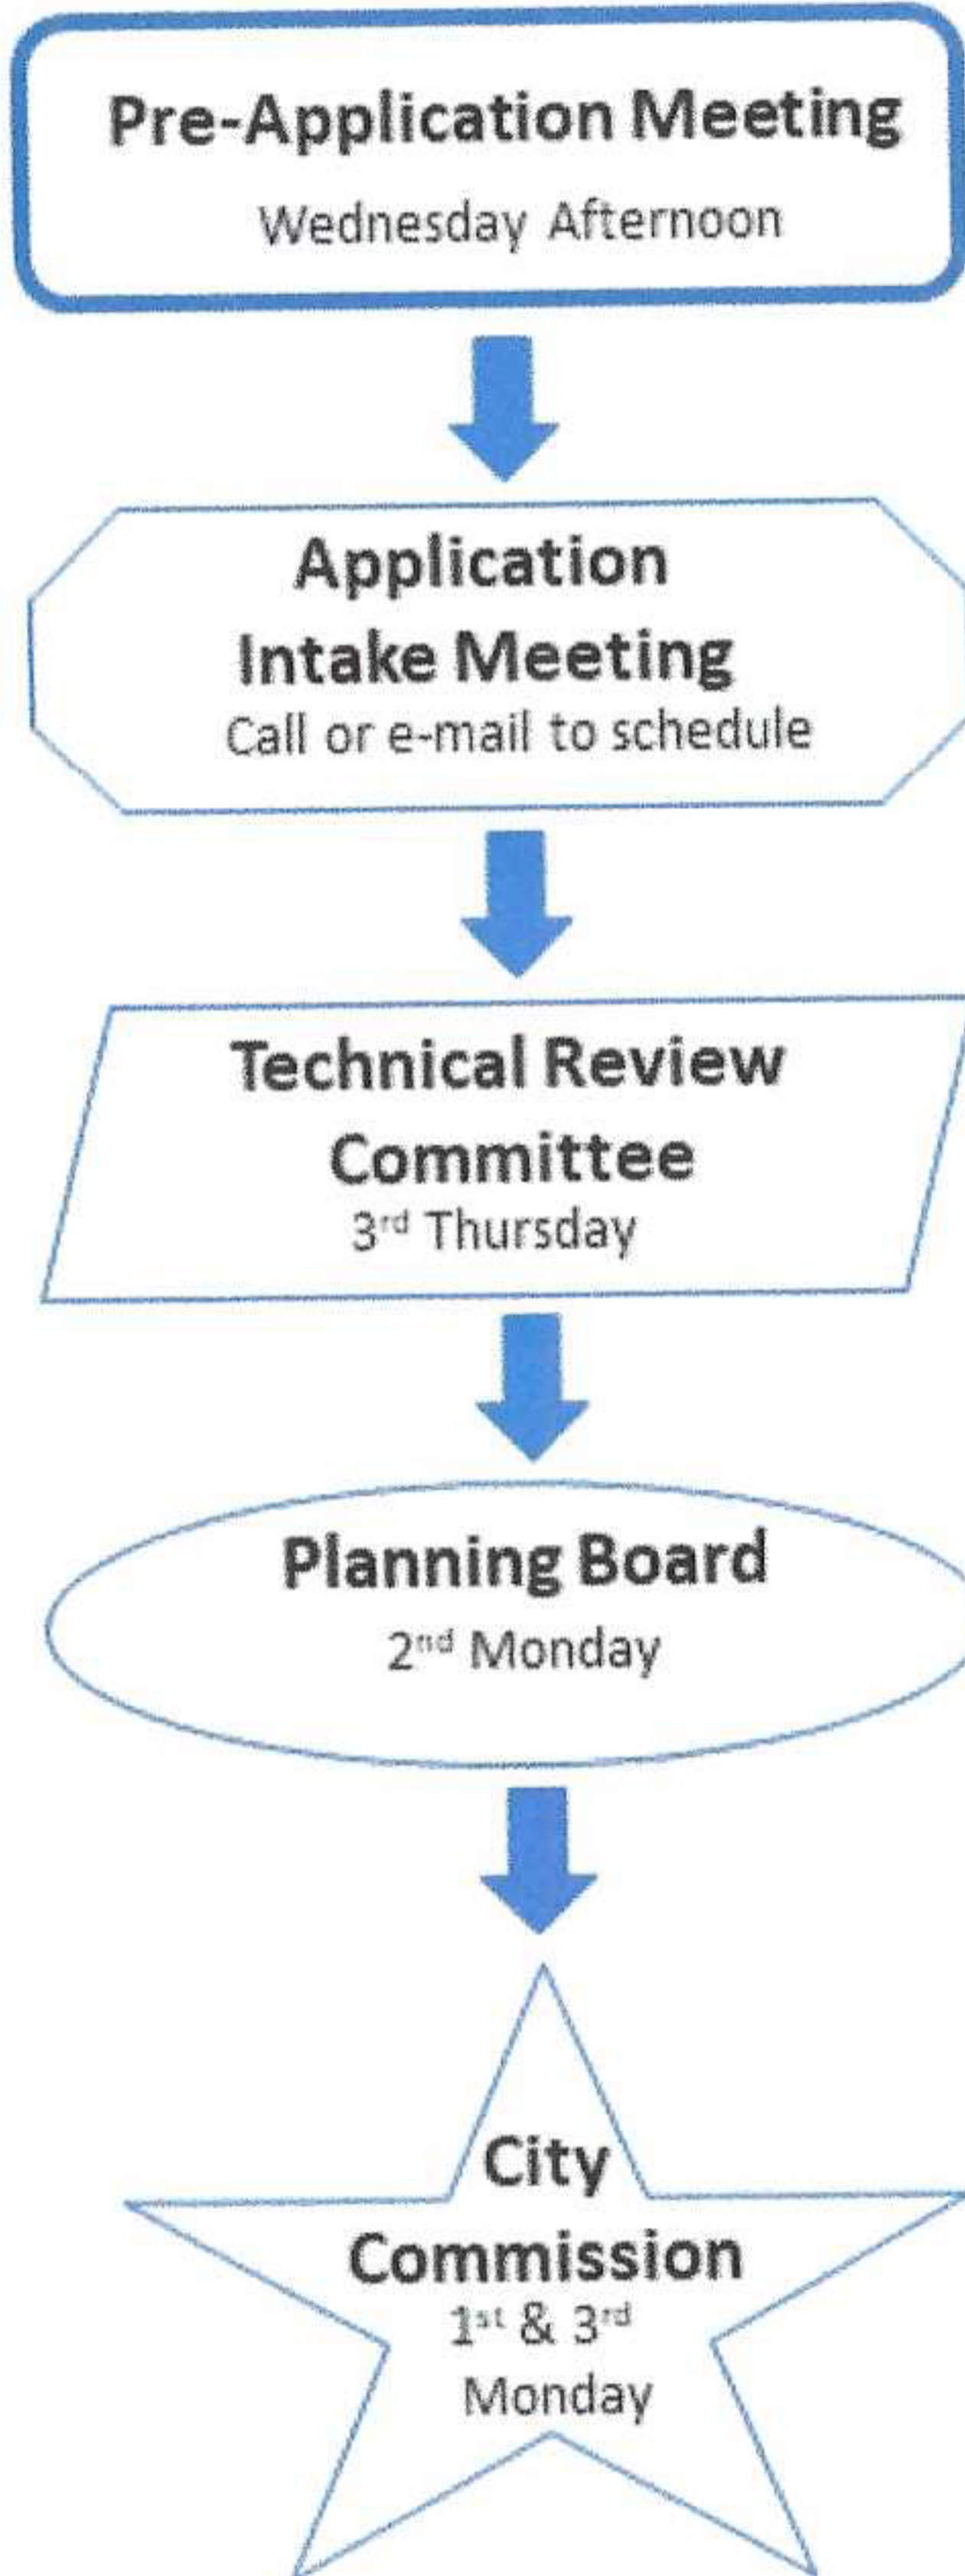 Pre-Application Meeting
Wednesday Afternoon
Application
Intake Meeting
Call or e-mail to schedule
Technical Review
Committee
3rd Thursday
Planning Board
2nd Monday
City
Commission
1st & 3rd
Monday